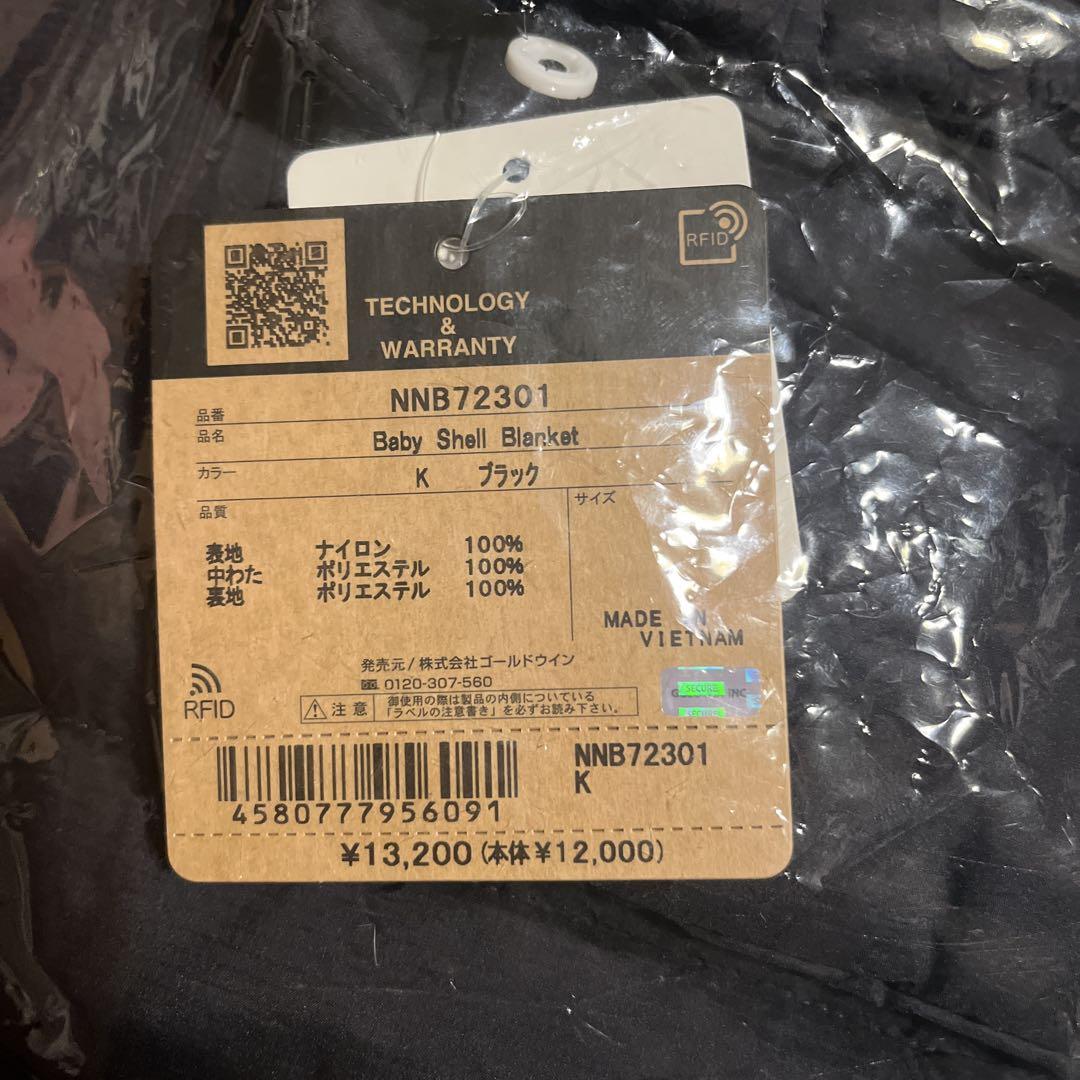 RFID
TECHNOLOGY
&
WARRANTY
品番 NNB72301
品名 Baby Shell Blanket
カラー K ブラック
品質
サイズ
表地 ナイロン 100%
中わた ポリエステル 100%
裏地 ポリエステル 100%
MADE IN
VIETNAM
発売元/株式会社ゴールドウイン
0120-307-560
RFID
注意
御使用の際は製品の内側についている
「ラベルの注意書き」を必ずお読み下さい。
SECURE
SECURE
NNB72301
K
4580777956091
¥13,200(本体¥12,000)